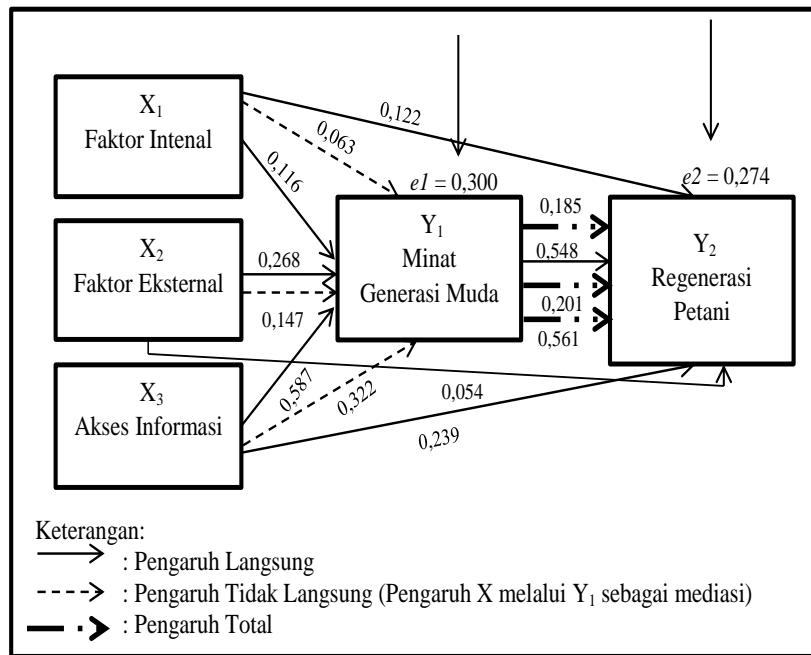 X₁
Faktor Intenal
0,122
0,063
0,116
e1 = 0,300
e2 = 0,274
X₂
Faktor Eksternal
0,268
0,147
Y₁
Minat
Generasi Muda
0,185
0,548
0,201
0,561
Y₂
Regenerasi
Petani
X₃
Akses Informasi
0,587
0,322
0,054
0,239
Keterangan:
: Pengaruh Langsung
: Pengaruh Tidak Langsung (Pengaruh X melalui Y₁ sebagai mediasi)
: Pengaruh Total